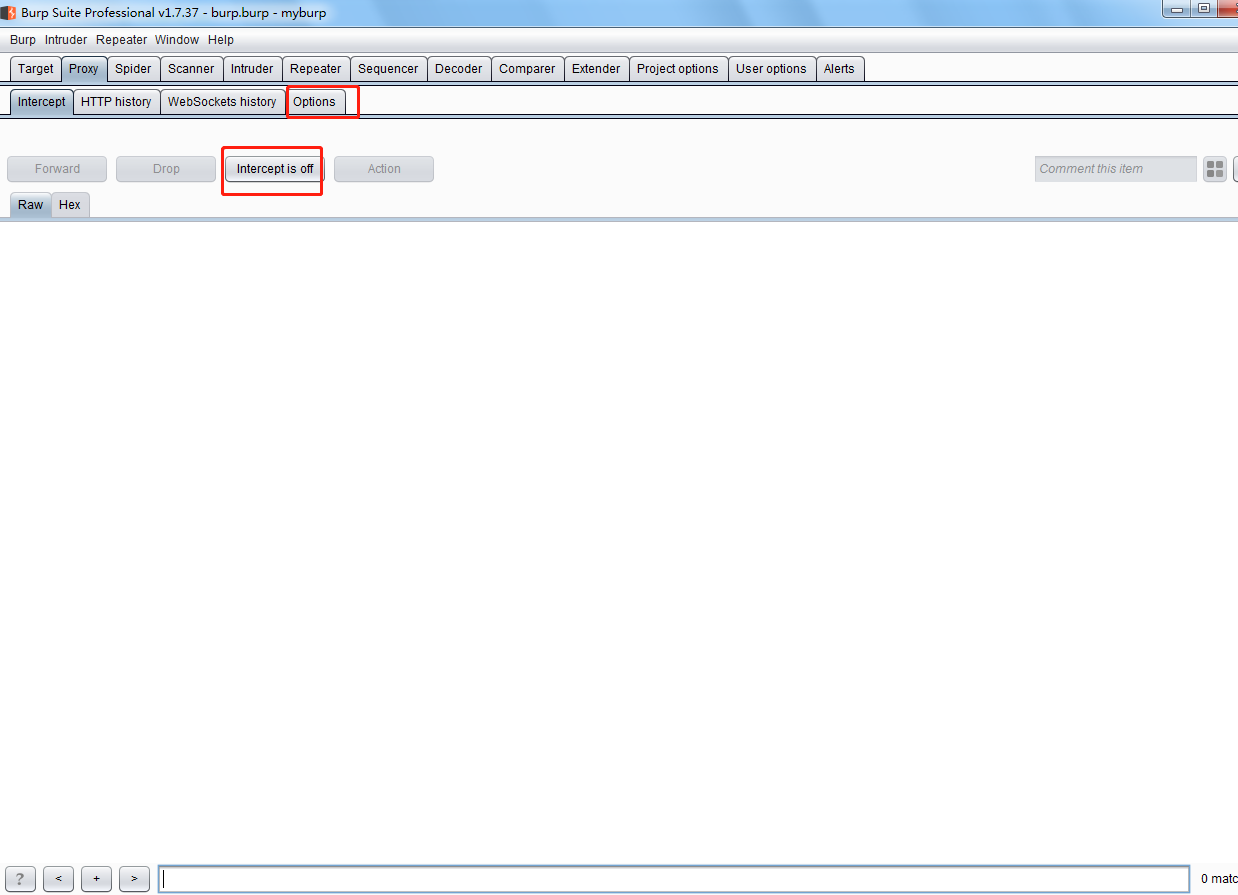 Burp Suite Professional v1.7.37 - burp.burp - myburp
Burp Intruder Repeater Window Help
Target Proxy Spider Scanner Intruder Repeater Sequencer Decoder Comparer Extender Project options User options Alerts
Intercept HTTP history WebSockets history Options
Forward Drop Intercept is off Action Comment this item
Raw Hex
? < + > 0 matc